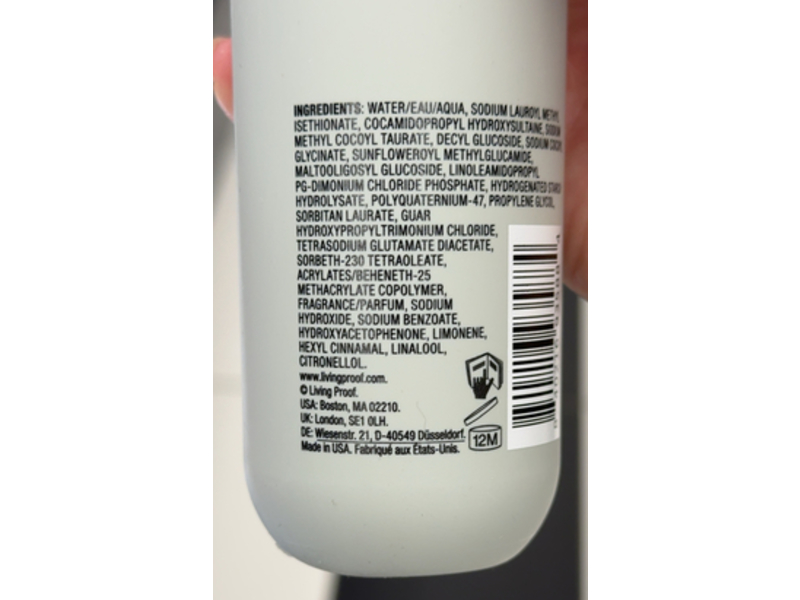 INGREDIENTS: WATER/EAU/AQUA, SODIUM LAUROYL METHYL
ISETHIONATE, COCAMIDOPROPYL HYDROXYSULTAINE, SODIUM
METHYL COCOYL TAURATE, DECYL GLUCOSIDE, SODIUM COCOYL
GLYCINATE, SUNFLOWEROYL METHYLGLUCAMIDE,
MALTOOLIGOSYL GLUCOSIDE, LINOLEAMIDOPROPYL
PG-DIMONIUM CHLORIDE PHOSPHATE, HYDROGENATED STARCH
HYDROLYSATE, POLYQUATERNIUM-47, PROPYLENE GLYCOL,
SORBITAN LAURATE, GUAR
HYDROXYPROPYLTRIMONIUM CHLORIDE,
TETRASODIUM GLUTAMATE DIACETATE,
SORBETH-230 TETRAOLEATE,
ACRYLATES/BEHENETH-25
METHACRYLATE COPOLYMER,
FRAGRANCE/PARFUM, SODIUM
HYDROXIDE, SODIUM BENZOATE,
HYDROXYACETOPHENONE, LIMONENE,
HEXYL CINNAMAL, LINALOOL,
CITRONELLOL.
www.livingproof.com.
© Living Proof.
USA: Boston, MA 02210.
UK: London, SE1 0LH.
DE: Wiesenstr. 21, D-40549 Düsseldorf.
Made in USA. Fabriqué aux États-Unis.
12M